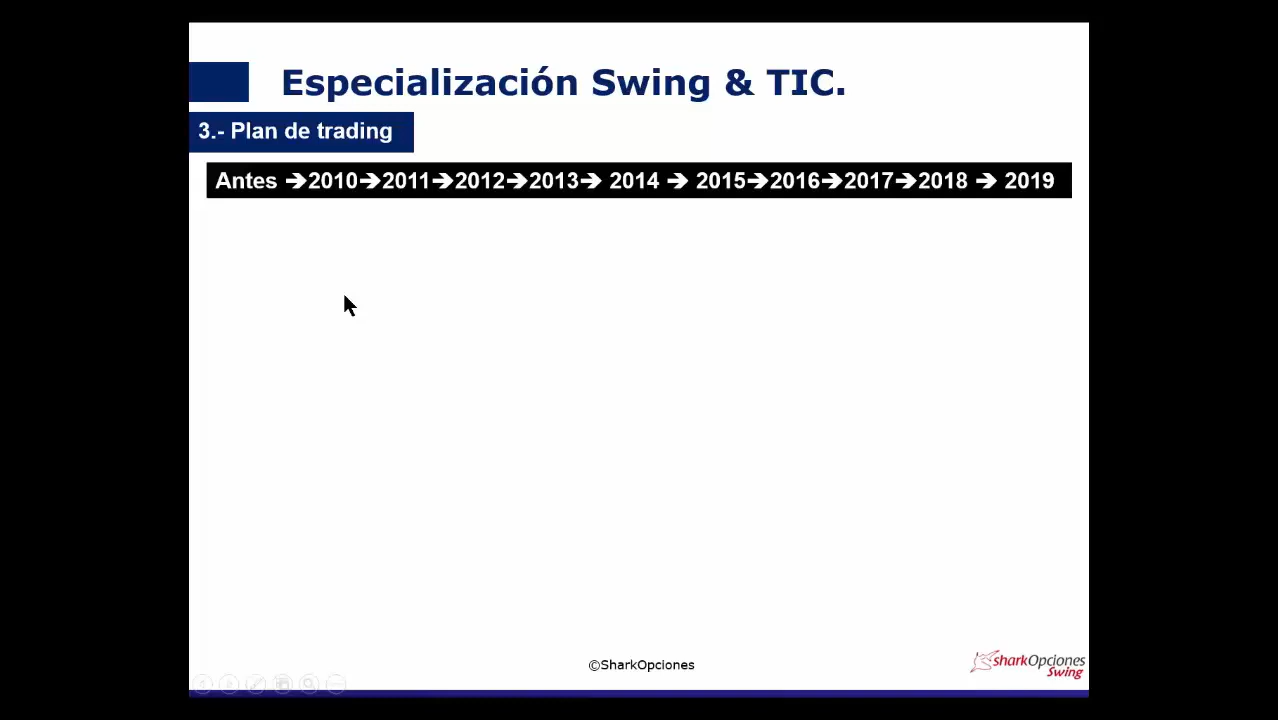 Especialización Swing & TIC.
3.- Plan de trading
Antes ➔2010➔2011➔2012➔2013➔ 2014 ➔ 2015➔2016➔2017➔2018 ➔ 2019
©SharkOpciones
sharkOpciones
Swing